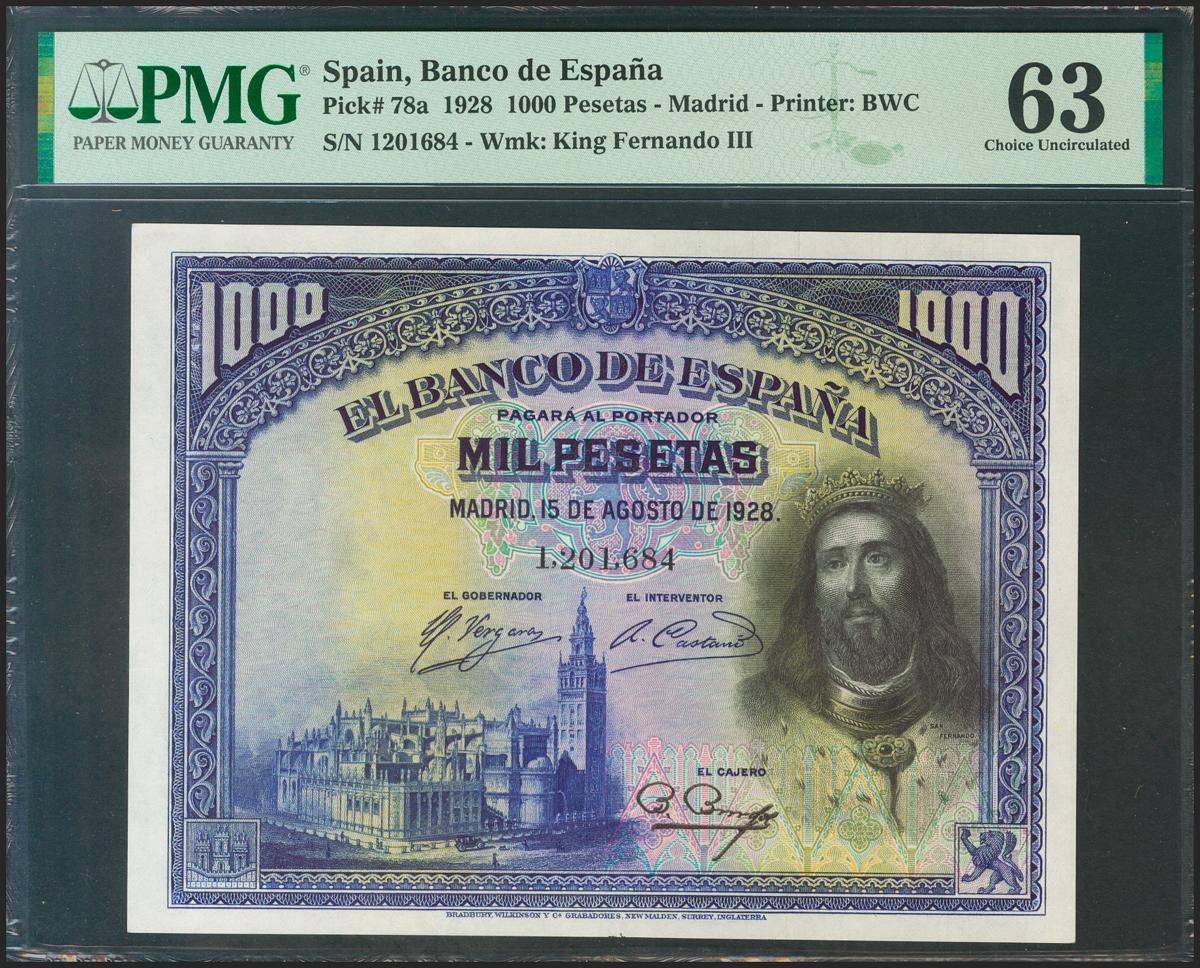 PMG®
PAPER MONEY GUARANTY
Spain, Banco de España
Pick# 78a 1928 1000 Pesetas - Madrid - Printer: BWC
S/N 1201684 - Wmk: King Fernando III
63
Choice Uncirculated
1000
1000
EL BANCO DE ESPAÑA
PAGARÁ AL PORTADOR
MIL PESETAS
MADRID, 15 DE AGOSTO DE 1928.
1,201,684
EL GOBERNADOR
EL INTERVENTOR
SAN
FERNANDO
EL CAJERO
BRADBURY, WILKINSON Y Cª GRABADORES, NEW MALDEN, SURREY, INGLATERRA